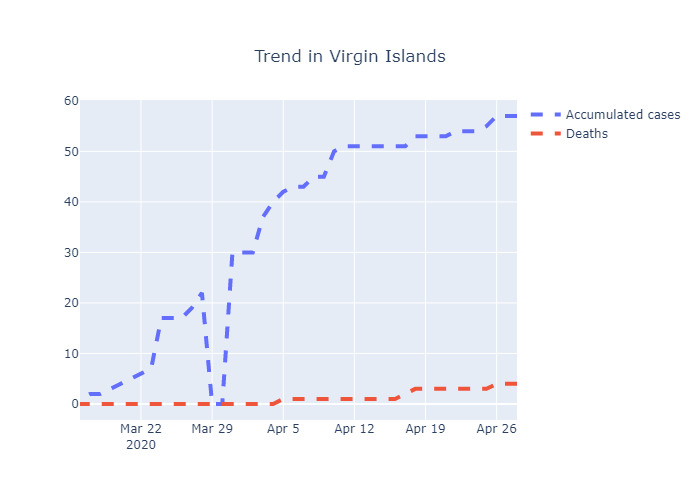 Trend in Virgin Islands
60
50
40
30
20
10
0
Mar 22
2020
Mar 29
Apr 5
Apr 12
Apr 19
Apr 26
Accumulated cases
Deaths